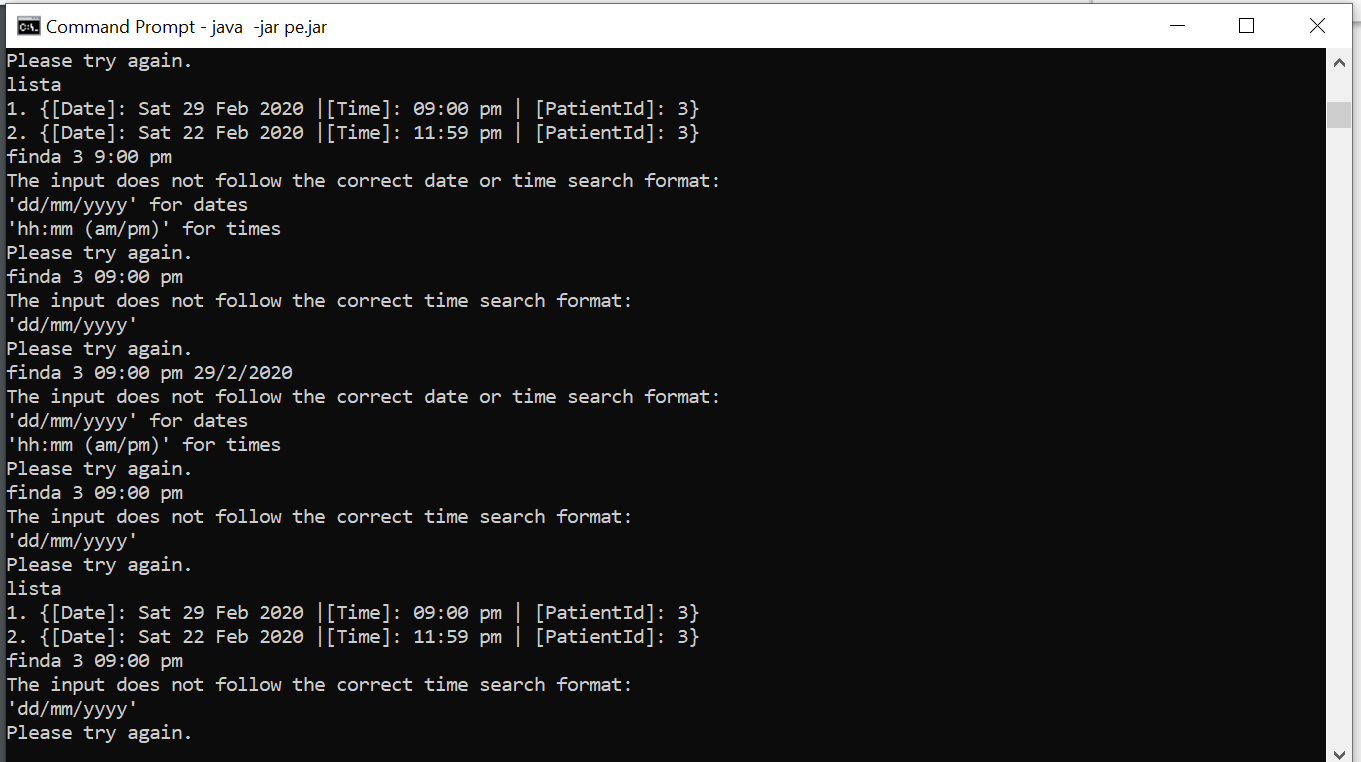 Command Prompt - java  -jar pe.jar
Please try again.
lista
1. {[Date]: Sat 29 Feb 2020 |[Time]: 09:00 pm | [PatientId]: 3}
2. {[Date]: Sat 22 Feb 2020 |[Time]: 11:59 pm | [PatientId]: 3}
finda 3 9:00 pm
The input does not follow the correct date or time search format:
'dd/mm/yyyy' for dates
'hh:mm (am/pm)' for times
Please try again.
finda 3 09:00 pm
The input does not follow the correct time search format:
'dd/mm/yyyy'
Please try again.
finda 3 09:00 pm 29/2/2020
The input does not follow the correct date or time search format:
'dd/mm/yyyy' for dates
'hh:mm (am/pm)' for times
Please try again.
finda 3 09:00 pm
The input does not follow the correct time search format:
'dd/mm/yyyy'
Please try again.
lista
1. {[Date]: Sat 29 Feb 2020 |[Time]: 09:00 pm | [PatientId]: 3}
2. {[Date]: Sat 22 Feb 2020 |[Time]: 11:59 pm | [PatientId]: 3}
finda 3 09:00 pm
The input does not follow the correct time search format:
'dd/mm/yyyy'
Please try again.